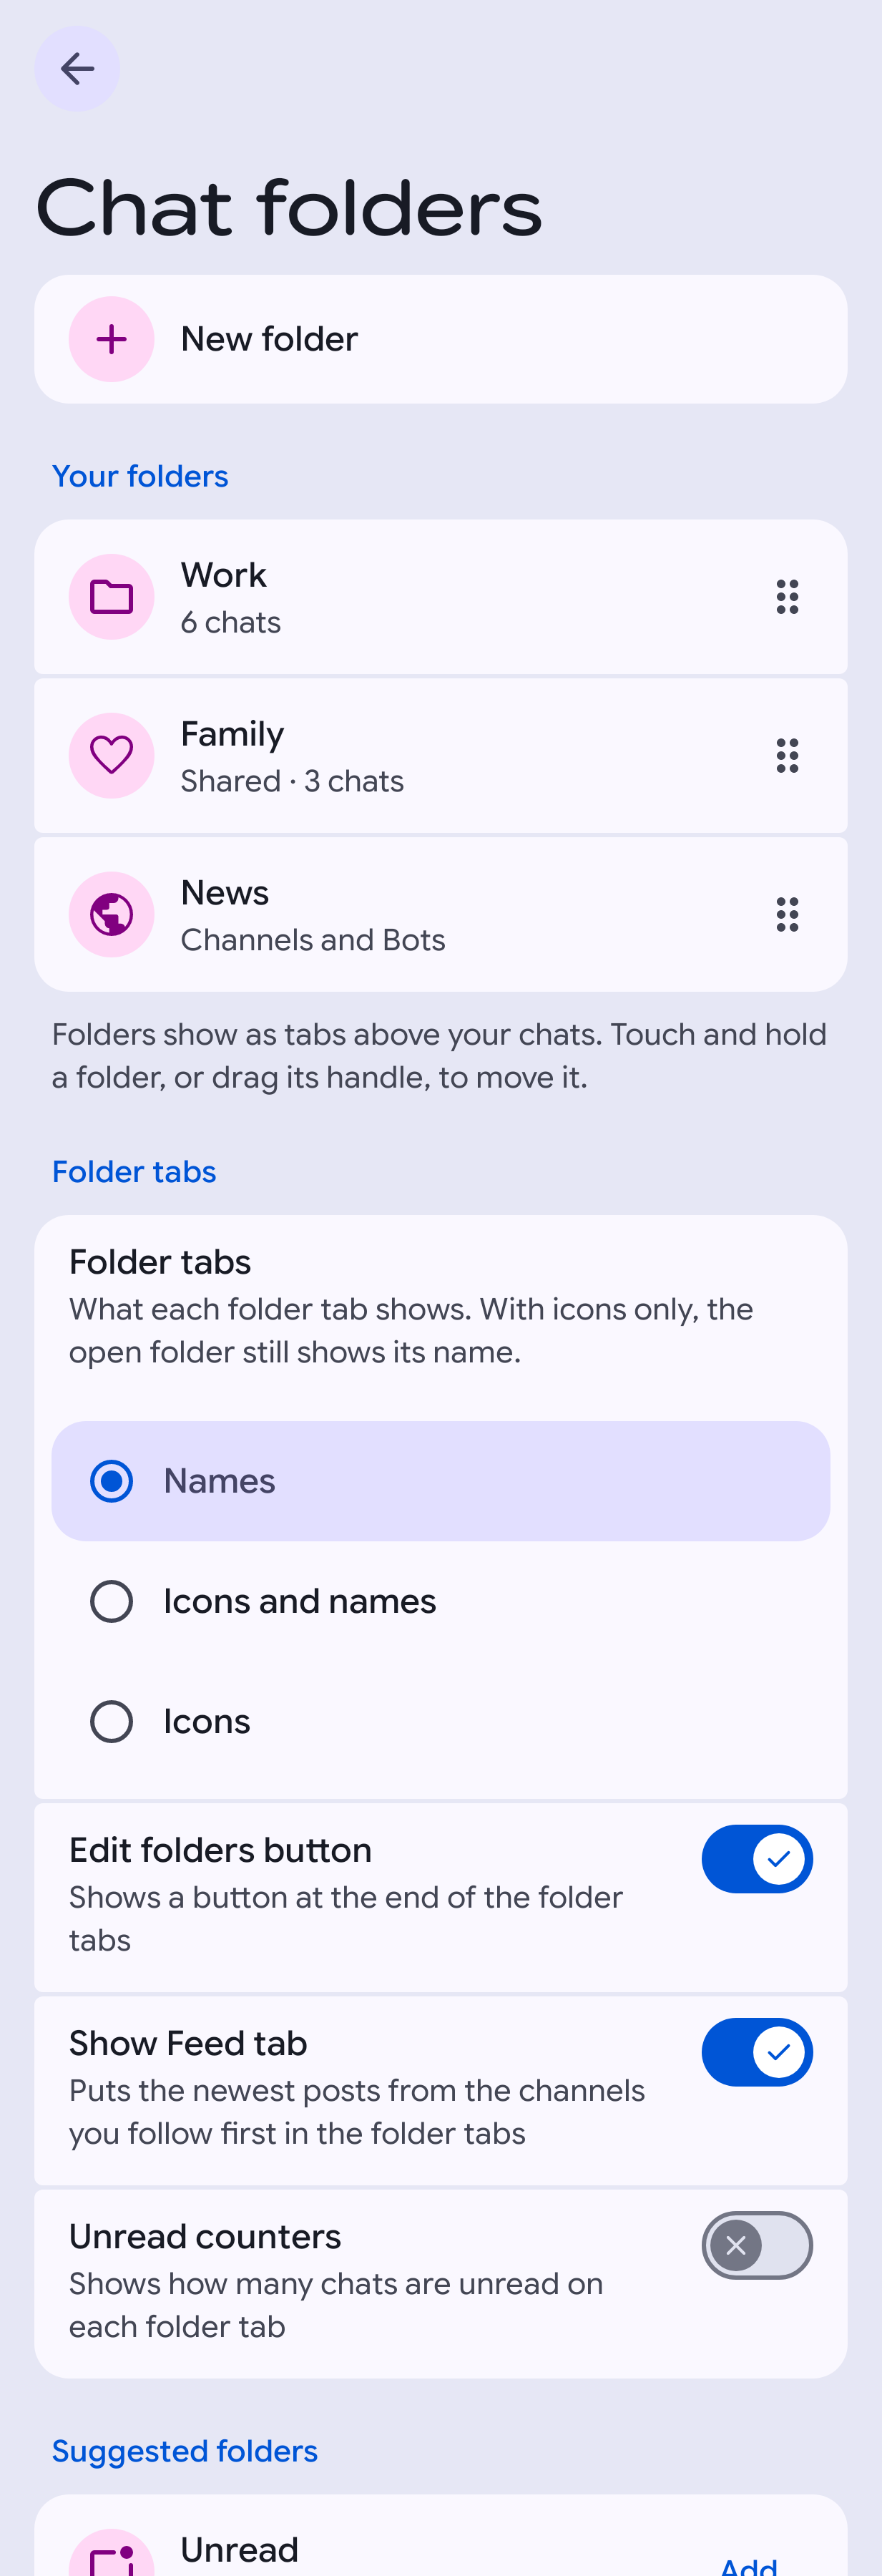 Chat folders
New folder
Your folders
Work
6 chats
Family
Shared · 3 chats
News
Channels and Bots
Folders show as tabs above your chats. Touch and hold
a folder, or drag its handle, to move it.
Folder tabs
Folder tabs
What each folder tab shows. With icons only, the
open folder still shows its name.
Names
Icons and names
Icons
Edit folders button
Shows a button at the end of the folder
tabs
Show Feed tab
Puts the newest posts from the channels
you follow first in the folder tabs
Unread counters
Shows how many chats are unread on
each folder tab
Suggested folders
Unread
Add